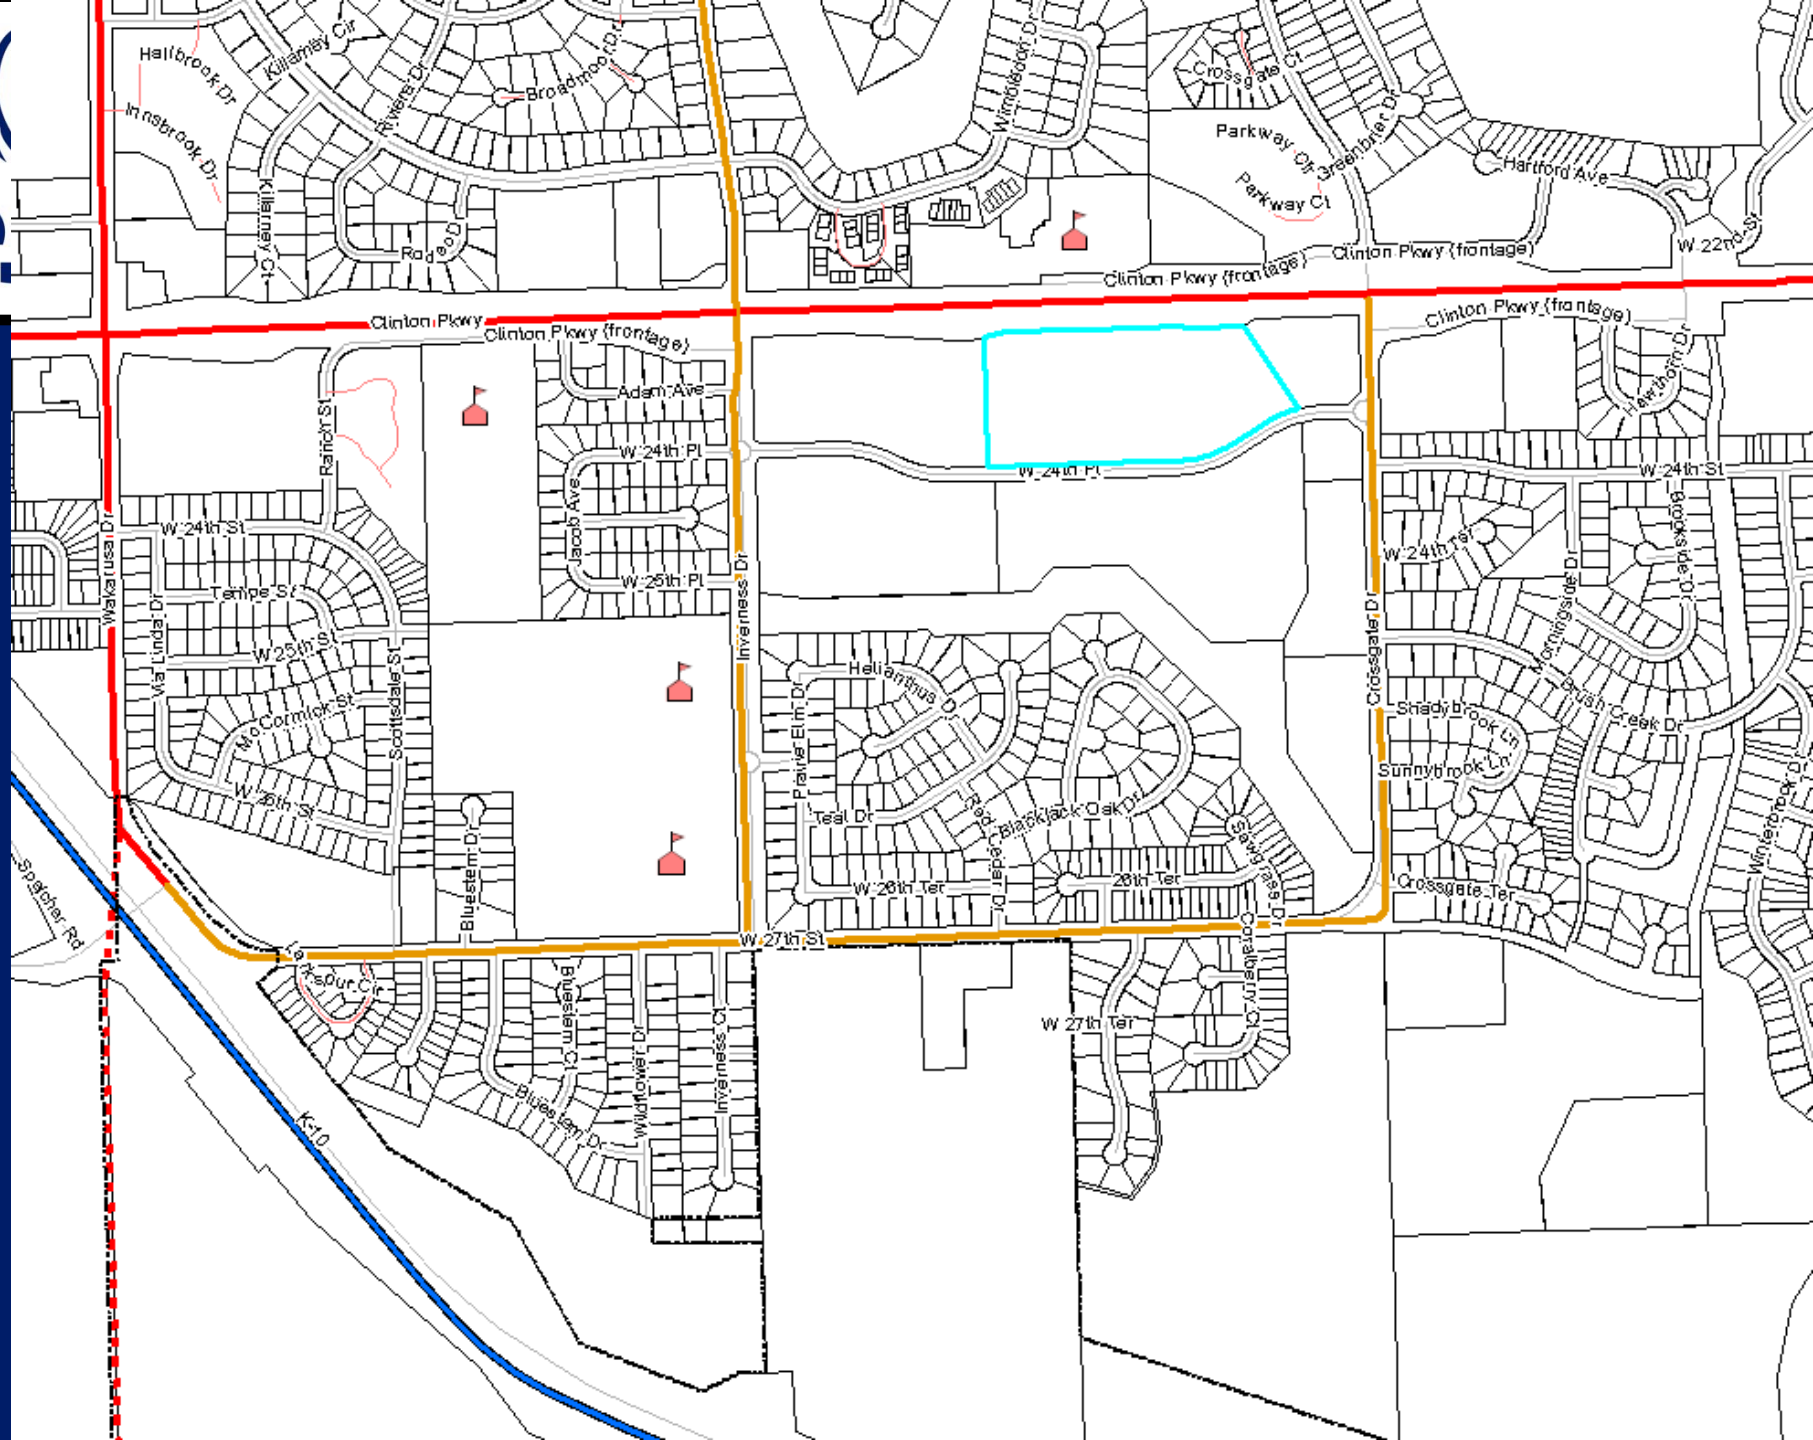 Hallbrook Dr
Killarney Cir
Riviera Dr
Broadmoor Dr
Wimbledon Dr
Crossgate Ct
Innsbrook Dr
Parkway Cir
Greenbrier Dr
Hartford Ave
Parkway Ct
Killarney Ct
W 22nd St
Clinton Pkwy (frontage)
Clinton Pkwy (frontage)
Clinton Pkwy
Clinton Pkwy (frontage)
Clinton Pkwy (frontage)
Hawthorn Dr
Adam Ave
Ranch St
W 24th Pl
W 24th Pl
W 24th St
W 24th St
Jacob Ave
Brookside Dr
Wakarusa Dr
W 24th Ter
W 25th Pl
Inverness Dr
Tempe St
Via Linda Dr
Crossgate Dr
Morningside Dr
W 25th St
Helianthus Dr
Scottsdale St
Brush Creek Dr
Mc Cormick St
Prairie Elm Dr
Shadybrook Ln
Sunnybrook Ln
W 26th St
Teal Dr
Red Cedar Dr
Blackjack Oak Dr
Sawgrass Dr
Winterbrook Dr
Bluestem Dr
W 26th Ter
26th Ter
Crossgate Ter
W 27th St
Larkspur Cir
Bluestem Ct
Coralberry Ct
W 27th Ter
Wildflower Dr
Inverness Ct
Bluestem Dr
K-10